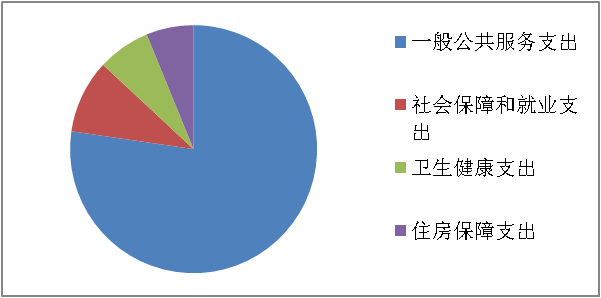 一般公共服务支出
社会保障和就业支
出
卫生健康支出
住房保障支出